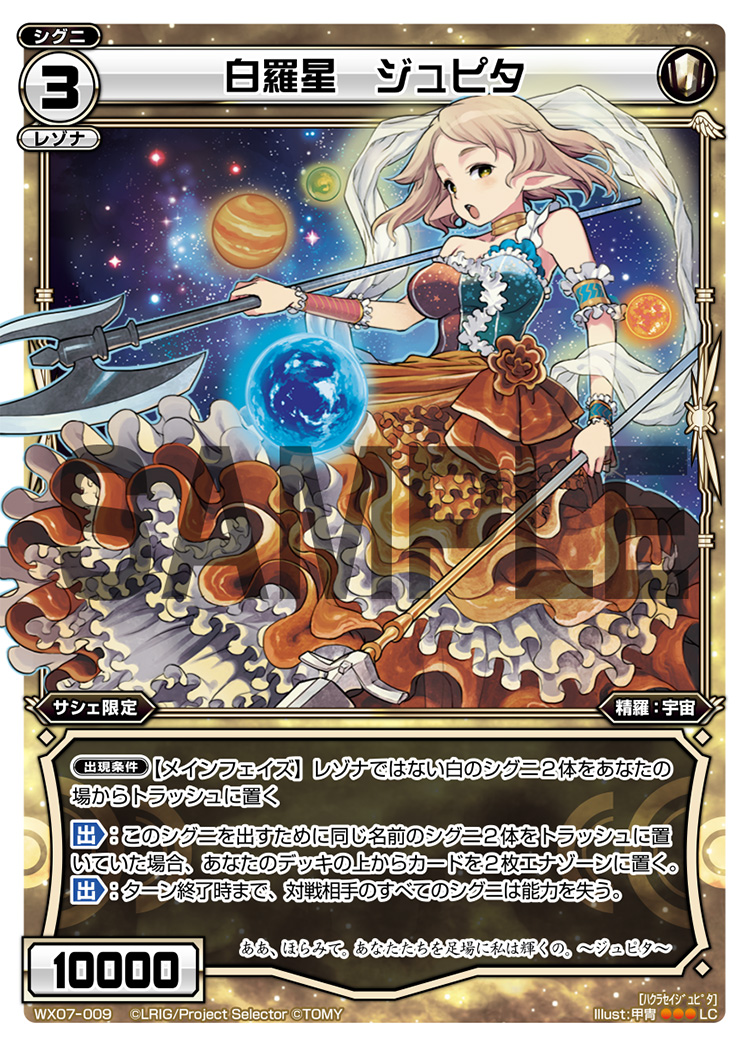 シグニ
3
白羅星　ジュピタ
レゾナ
SAMPLE
サシェ限定
精羅：宇宙
出現条件【メインフェイズ】レゾナではない白のシグニ２体をあなたの
場からトラッシュに置く
出：このシグニを出すために同じ名前のシグニ２体をトラッシュに置
いていた場合、あなたのデッキの上からカードを２枚エナゾーンに置く。
出：ターン終了時まで、対戦相手のすべてのシグニは能力を失う。
ああ、ほらみて。あなたたちを足場に私は輝くの。～ジュピタ～
10000
[ハクラセイジュピタ]
WX07-009 ©LRIG/Project Selector ©TOMY
Illust:甲冑 LC